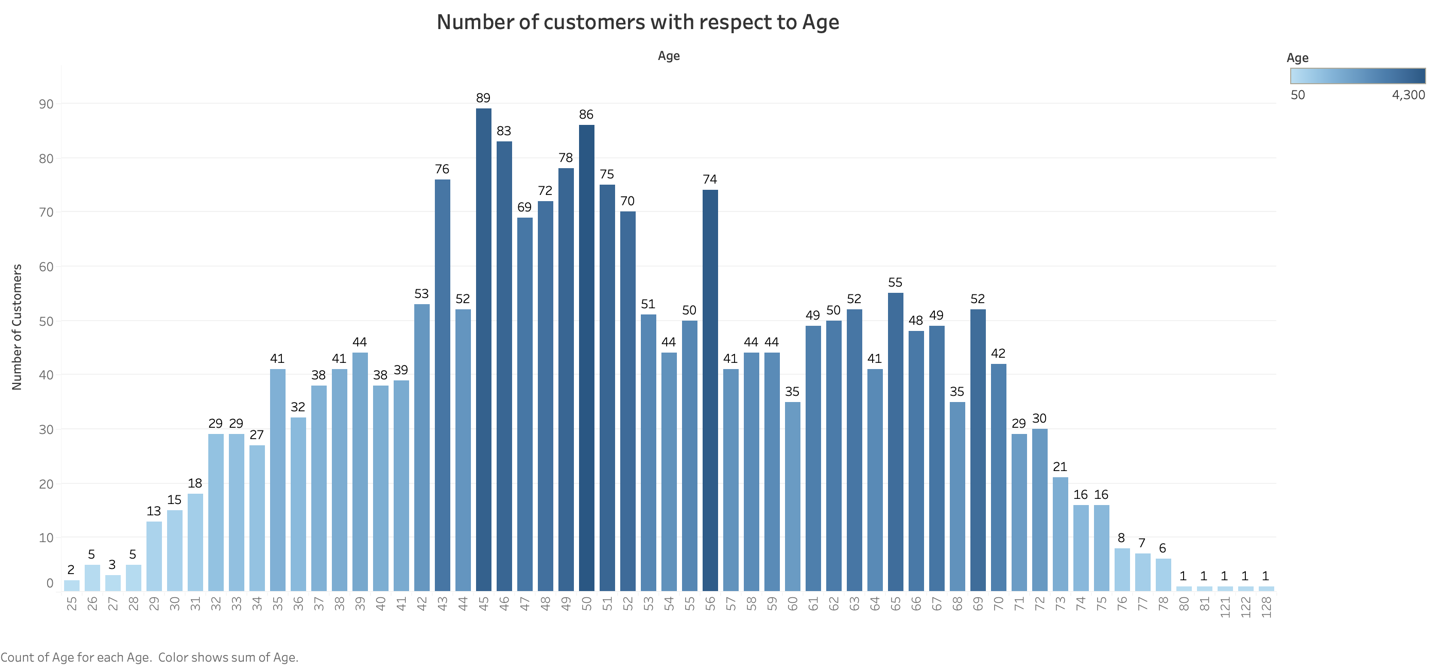 Number of customers with respect to Age
Age
Age
50 4,300
Number of Customers
90
80
70
60
50
40
30
20
10
0
2 5 3 5 13 15 18 29 29 27 41 32 38 41 44 38 39 53 76 52 89 83 69 72 78 86 75 70 51 44 50 74 41 44 44 35 49 50 52 41 55 48 49 35 52 42 29 30 21 16 16 8 7 6 1 1 1 1 1
25 26 27 28 29 30 31 32 33 34 35 36 37 38 39 40 41 42 43 44 45 46 47 48 49 50 51 52 53 54 55 56 57 58 59 60 61 62 63 64 65 66 67 68 69 70 71 72 73 74 75 76 77 78 80 81 121 122 128
Count of Age for each Age. Color shows sum of Age.